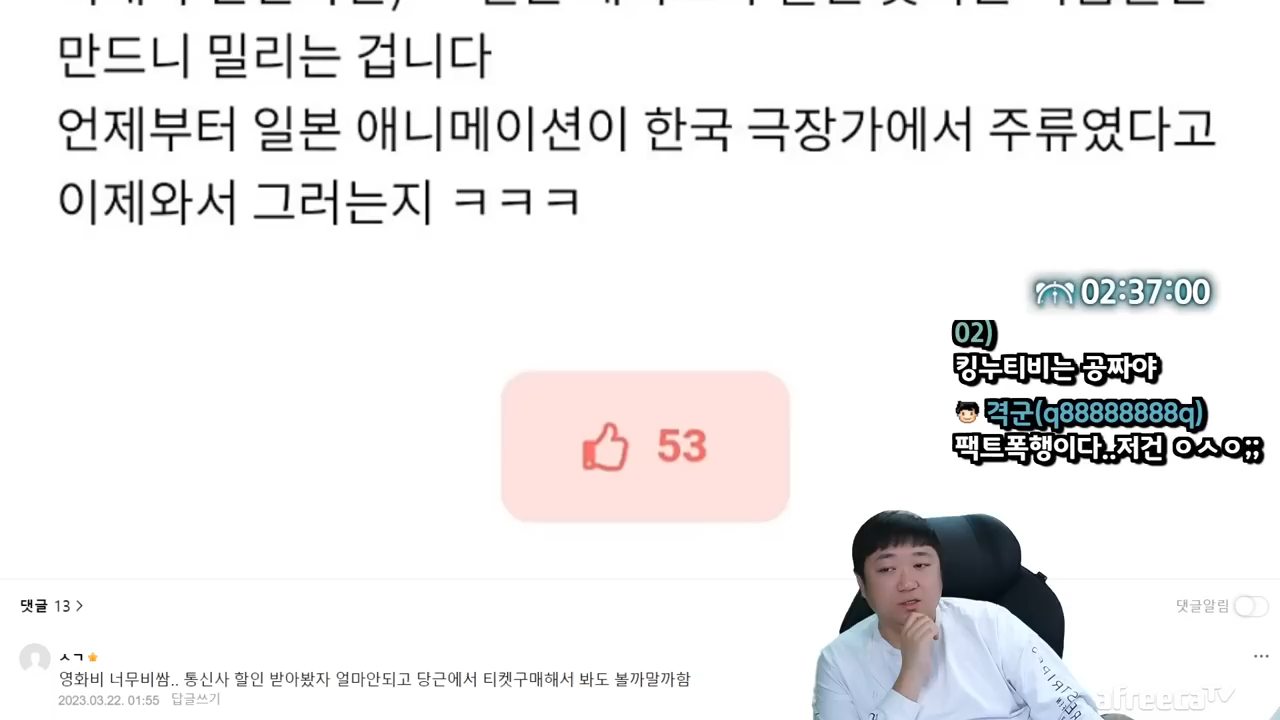 만드니 밀리는 겁니다
언제부터 일본 애니메이션이 한국 극장가에서 주류였다고
이제와서 그러는지 ㅋㅋㅋ
02:37:00
02)
킹누티비는 공짜야
격군(q88888888q)
팩트폭행이다..저건 ㅇㅅㅇ;;
53
댓글 13 >
댓글알림
ㅅㄱ
영화비 너무비쌈.. 통신사 할인 받아봤자 얼마안되고 당근에서 티켓구매해서 봐도 볼까말까함
2023.03.22. 01:55 답글쓰기
afreecaTV